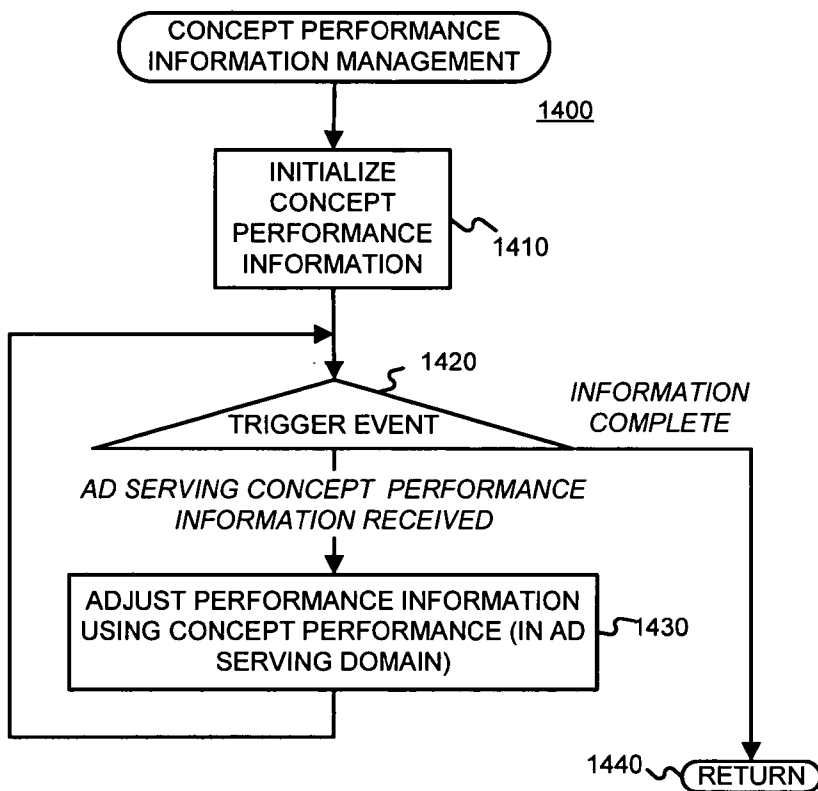 CONCEPT PERFORMANCE
INFORMATION MANAGEMENT
1400
INITIALIZE
CONCEPT
PERFORMANCE
INFORMATION
1410
1420
TRIGGER EVENT
INFORMATION
COMPLETE
AD SERVING CONCEPT PERFORMANCE
INFORMATION RECEIVED
ADJUST PERFORMANCE INFORMATION
USING CONCEPT PERFORMANCE (IN AD
SERVING DOMAIN)
1430
1440
RETURN